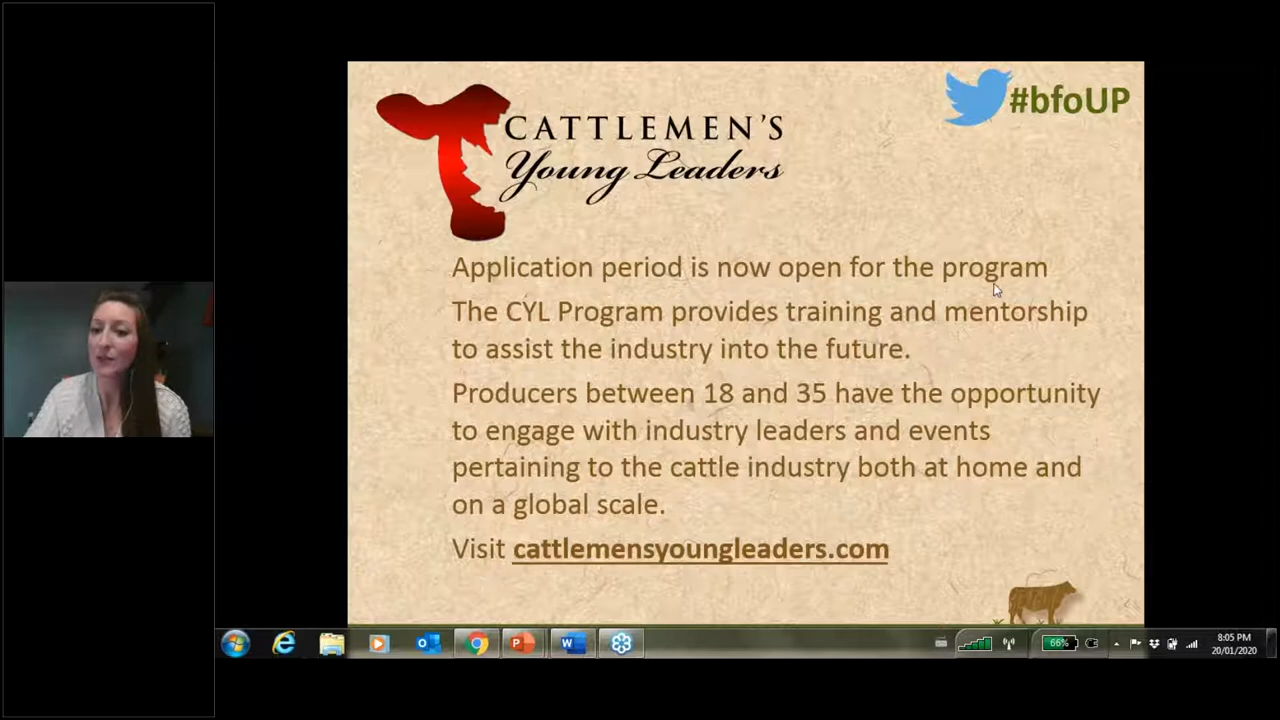 #bfoUP
CATTLEMEN'S
Young Leaders
Application period is now open for the program
The CYL Program provides training and mentorship
to assist the industry into the future.
Producers between 18 and 35 have the opportunity
to engage with industry leaders and events
pertaining to the cattle industry both at home and
on a global scale.
Visit cattlemensyoungleaders.com
66%
8:05 PM
20/01/2020